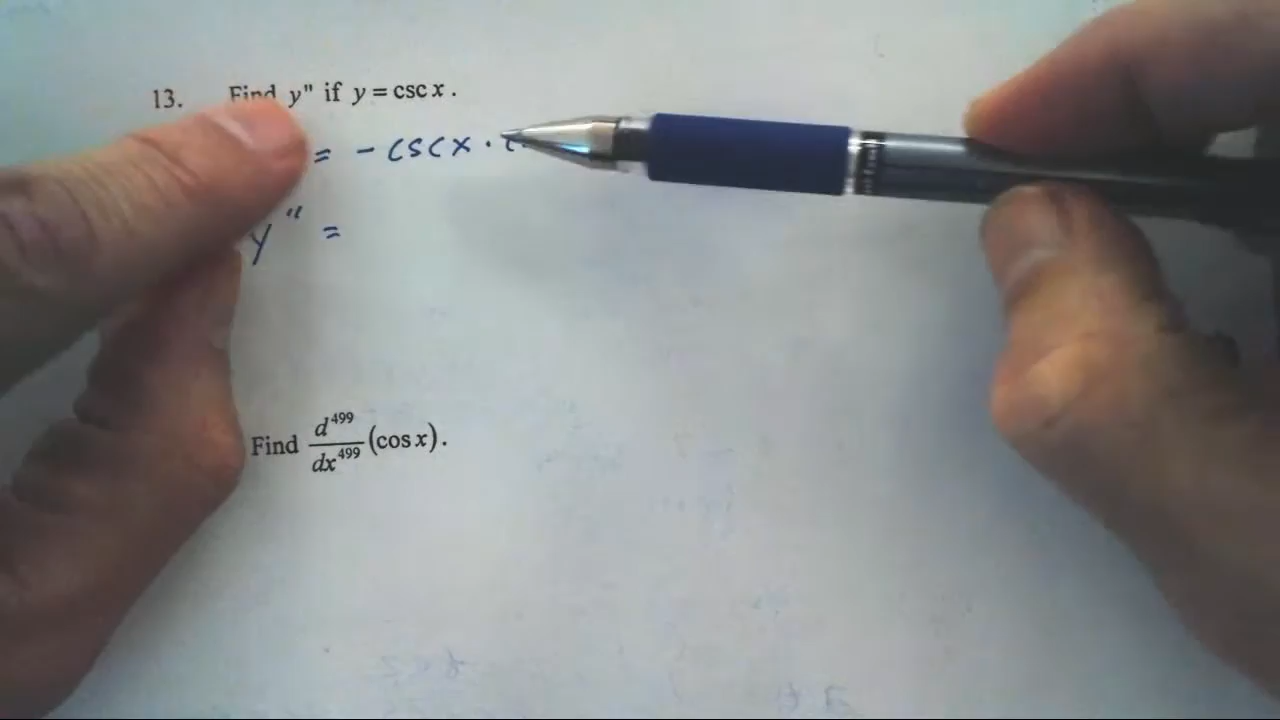 13. Find y" if y = csc x.
= - csc x ·
y" =
Find d^499/dx^499 (cos x).